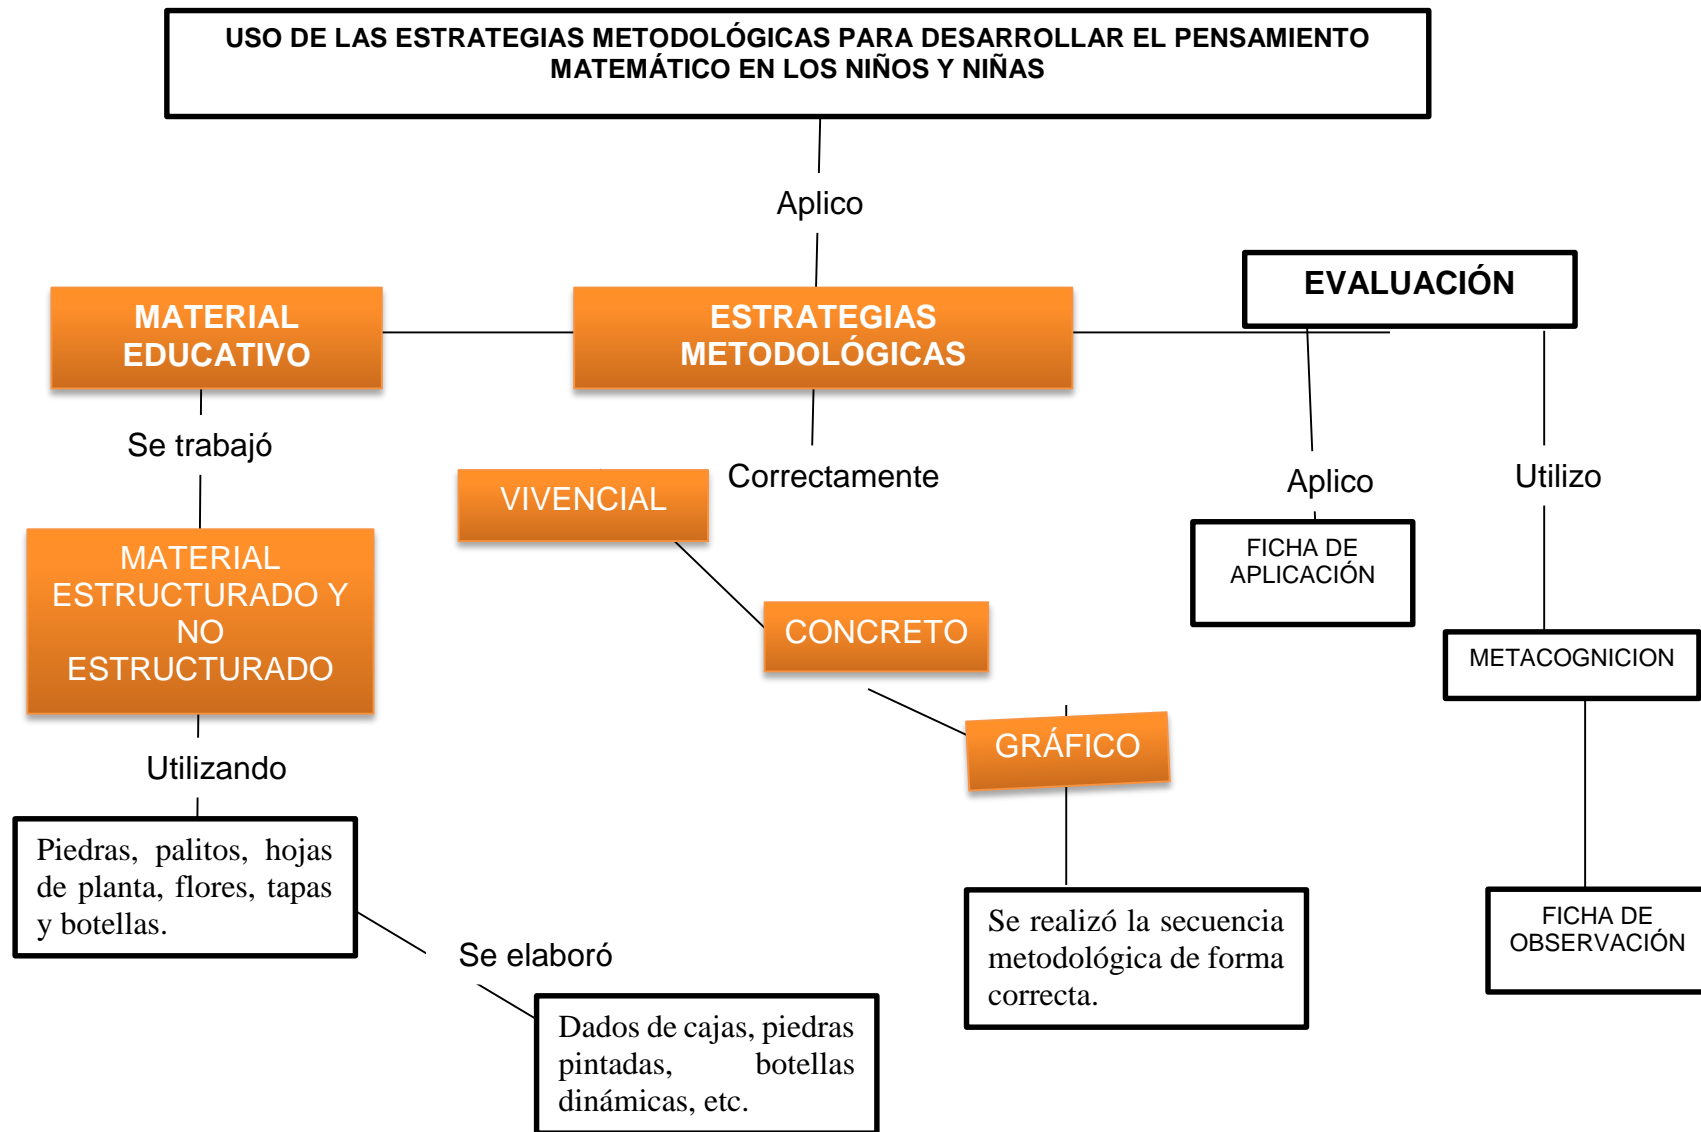 USO DE LAS ESTRATEGIAS METODOLÓGICAS PARA DESARROLLAR EL PENSAMIENTO
MATEMÁTICO EN LOS NIÑOS Y NIÑAS
Aplico
MATERIAL
EDUCATIVO
ESTRATEGIAS
METODOLÓGICAS
EVALUACIÓN
Se trabajó
MATERIAL
ESTRUCTURADO Y
NO
ESTRUCTURADO
Utilizando
Piedras, palitos, hojas
de planta, flores, tapas
y botellas.
Se elaboró
Dados de cajas, piedras
pintadas, botellas
dinámicas, etc.
Correctamente
VIVENCIAL
CONCRETO
GRÁFICO
Se realizó la secuencia
metodológica de forma
correcta.
Aplico
FICHA DE
APLICACIÓN
Utilizo
METACOGNICION
FICHA DE
OBSERVACIÓN